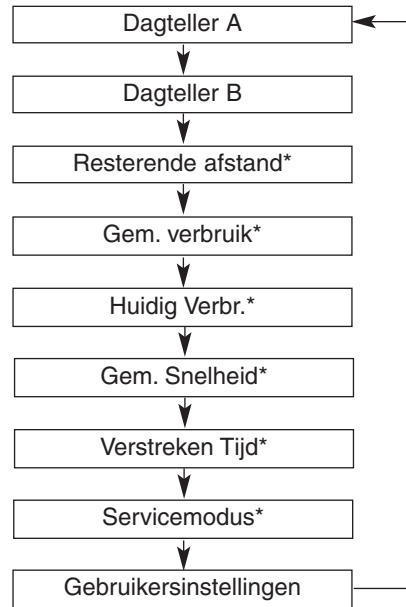 Dagteller A
Dagteller B
Resterende afstand*
Gem. verbruik*
Huidig Verbr.*
Gem. Snelheid*
Verstreken Tijd*
Servicemodus*
Gebruikersinstellingen